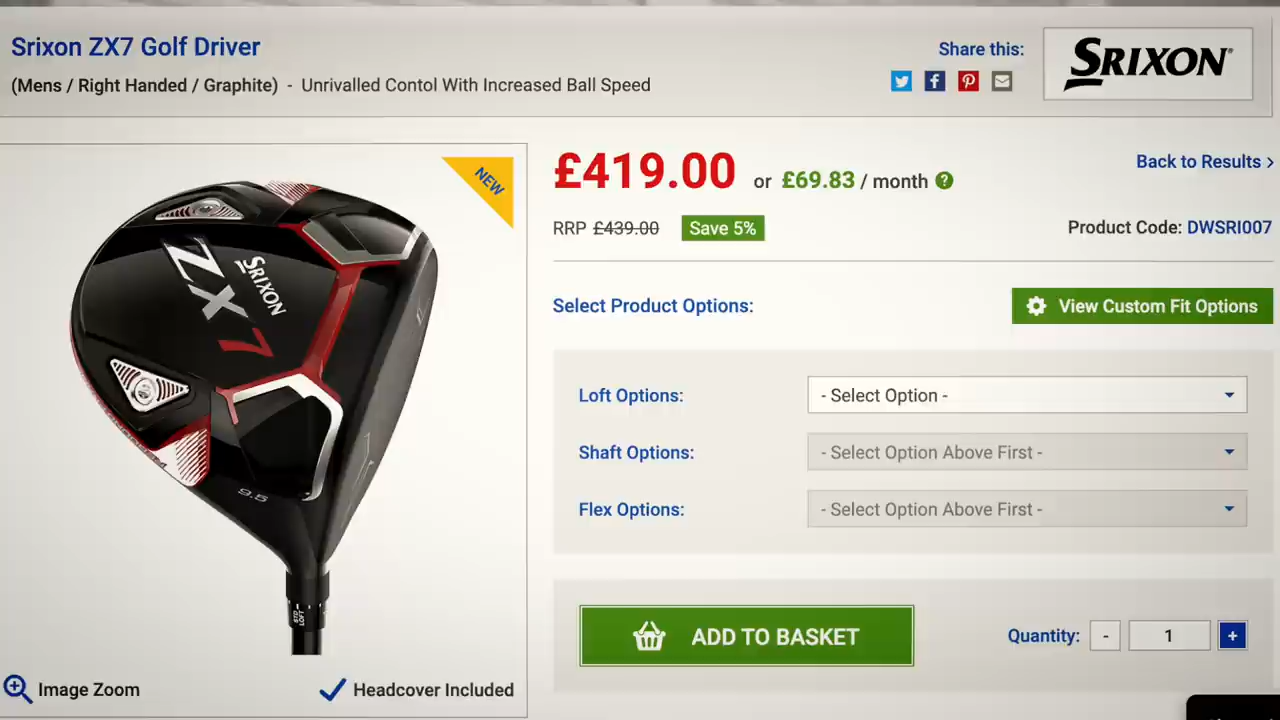 Srixon ZX7 Golf Driver
(Mens / Right Handed / Graphite) - Unrivalled Contol With Increased Ball Speed
Share this:
SRIXON®
NEW
SRIXON
ZX7
9.5
STD LOFT
Image Zoom
Headcover Included
£419.00 or £69.83 / month ?
Back to Results >
RRP £439.00 Save 5%
Product Code: DWSRI007
Select Product Options:
View Custom Fit Options
Loft Options: - Select Option -
Shaft Options: - Select Option Above First -
Flex Options: - Select Option Above First -
ADD TO BASKET
Quantity: - 1 +